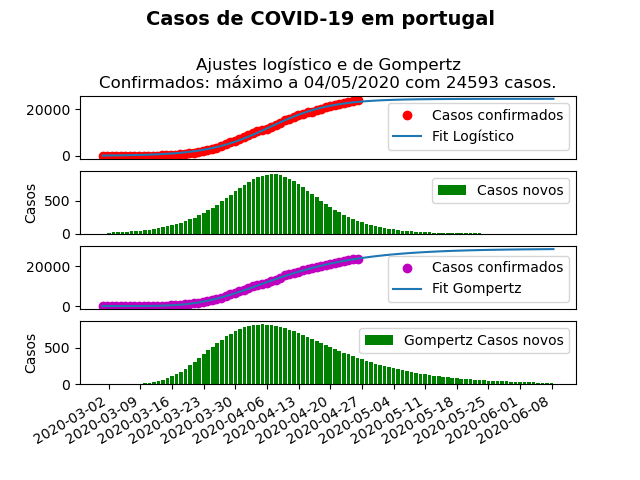 Casos de COVID-19 em portugal
Ajustes logístico e de Gompertz
Confirmados: máximo a 04/05/2020 com 24593 casos.
20000
0
Casos confirmados
Fit Logístico
Casos
500
0
Casos novos
20000
0
Casos confirmados
Fit Gompertz
Casos
500
0
Gompertz Casos novos
2020-03-02
2020-03-09
2020-03-16
2020-03-23
2020-03-30
2020-04-06
2020-04-13
2020-04-20
2020-04-27
2020-05-04
2020-05-11
2020-05-18
2020-05-25
2020-06-01
2020-06-08